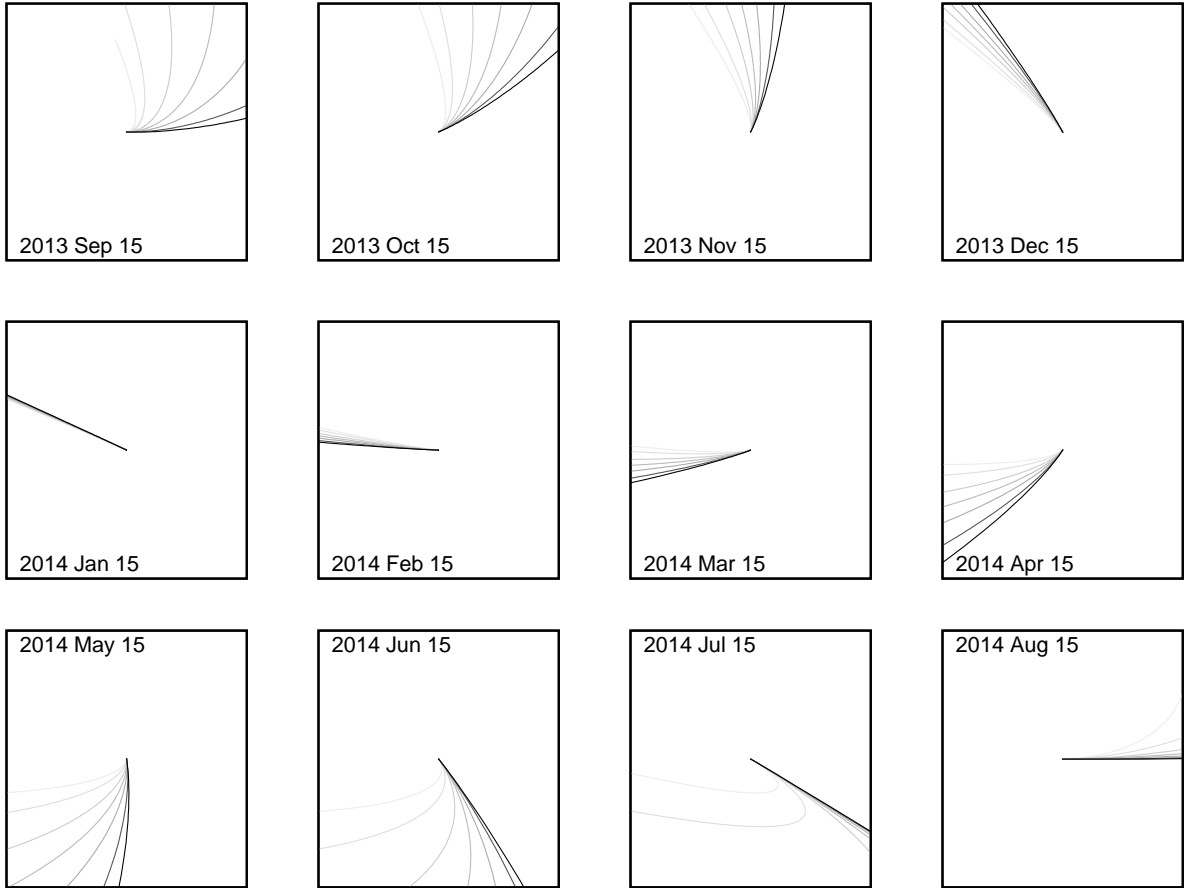 2013 Sep 15
2013 Oct 15
2013 Nov 15
2013 Dec 15
2014 Jan 15
2014 Feb 15
2014 Mar 15
2014 Apr 15
2014 May 15
2014 Jun 15
2014 Jul 15
2014 Aug 15